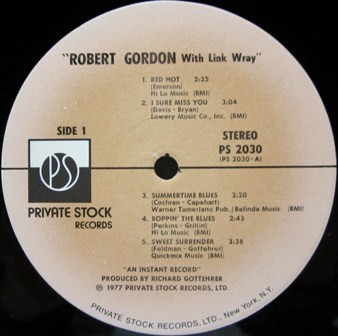 "ROBERT GORDON With Link Wray"
1. RED HOT 2:25
(Emerson)
Hi Lo Music (BMI)
2. I SURE MISS YOU 3:04
(Davis - Bryan)
Lowery Music Co., Inc. (BMI)
SIDE 1
STEREO
PS 2030
(PS 2030-A)
PS
PRIVATE STOCK
RECORDS
3. SUMMERTIME BLUES 2:20
(Cochran - Capehart)
Warner Tamerlane Pub./Belinda Music (BMI)
4. BOPPIN' THE BLUES 2:43
(Perkins - Griffin)
Hi Lo Music (BMI)
5. SWEET SURRENDER 3:38
(Feldman - Gottehrer)
Quickmix Music (BMI)
"AN INSTANT RECORD"
PRODUCED BY RICHARD GOTTEHRER
℗ 1977 PRIVATE STOCK RECORDS, LTD
PRIVATE STOCK RECORDS, LTD., New York, N.Y.